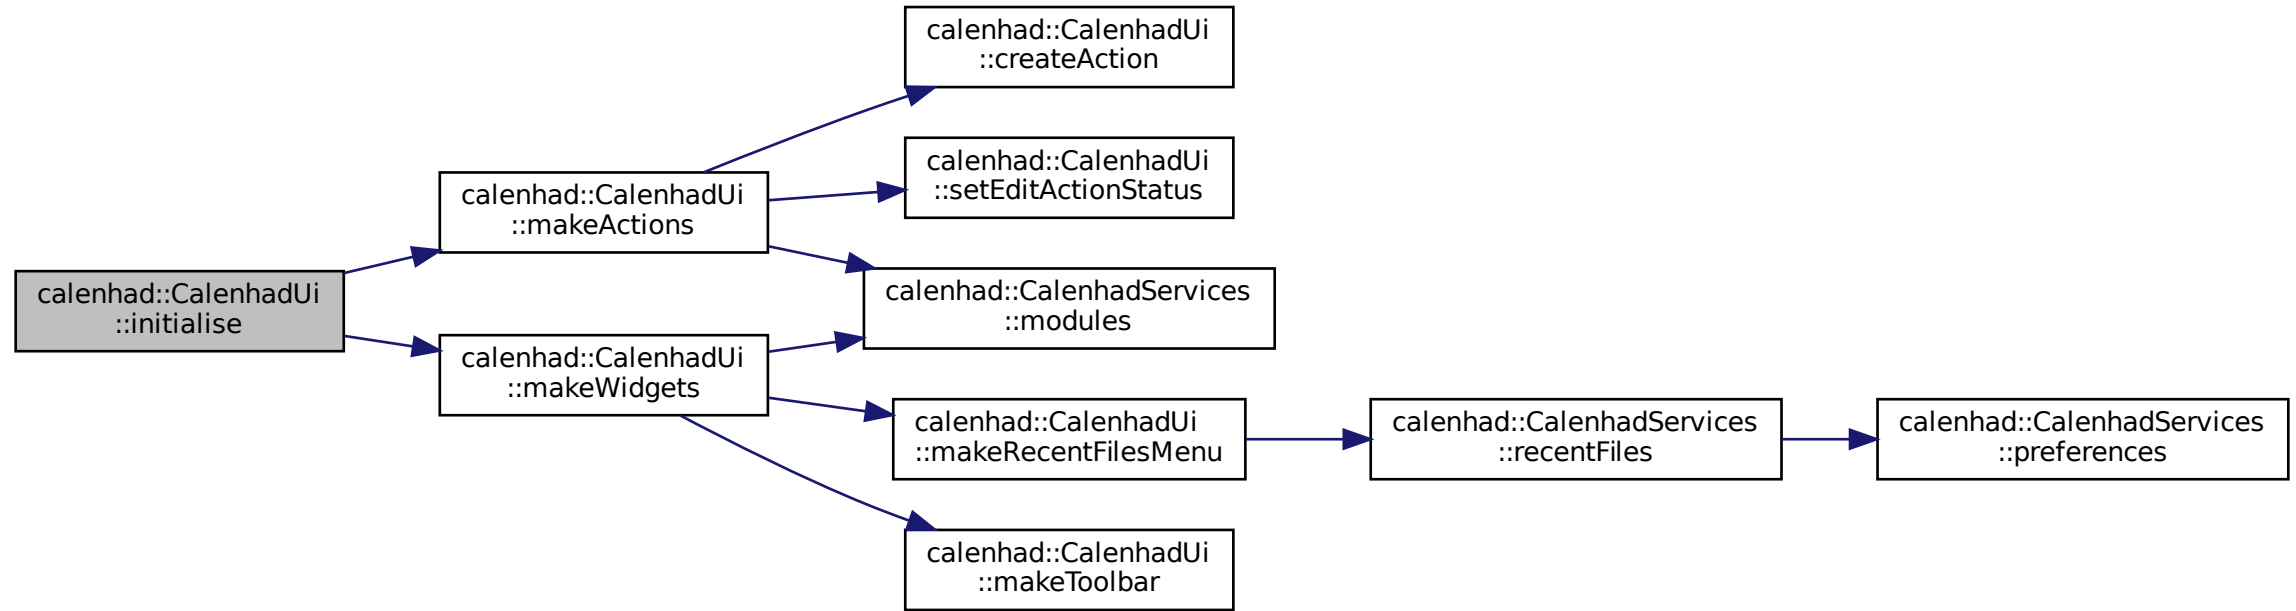 calenhad::CalenhadUi
::initialise
calenhad::CalenhadUi
::makeActions
calenhad::CalenhadUi
::makeWidgets
calenhad::CalenhadUi
::createAction
calenhad::CalenhadUi
::setEditActionStatus
calenhad::CalenhadServices
::modules
calenhad::CalenhadUi
::makeRecentFilesMenu
calenhad::CalenhadUi
::makeToolbar
calenhad::CalenhadServices
::recentFiles
calenhad::CalenhadServices
::preferences